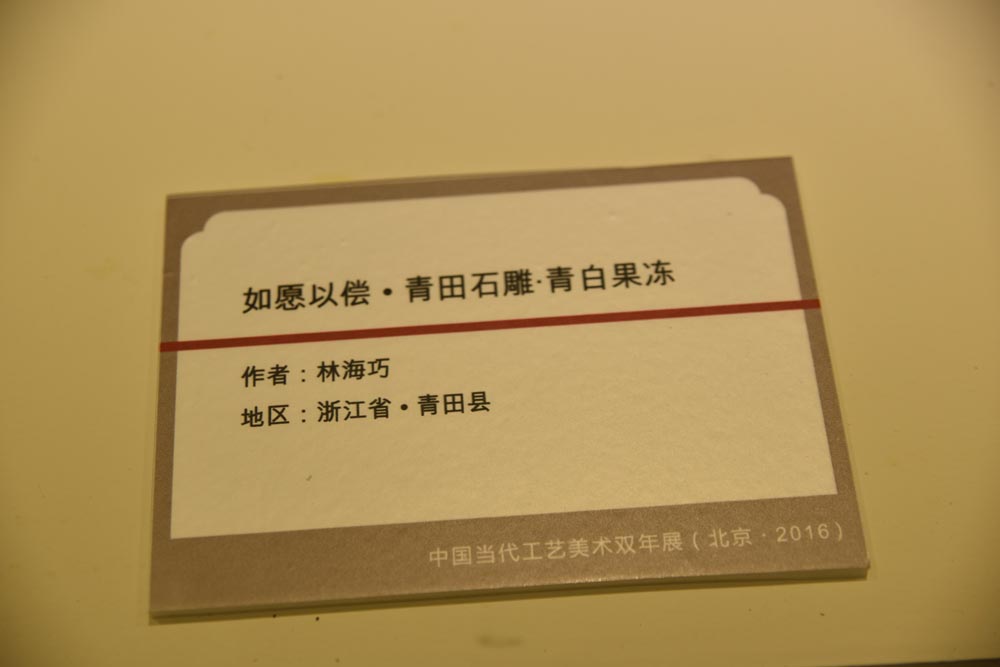 如愿以偿•青田石雕·青白果冻
作者：林海巧
地区：浙江省•青田县
中国当代工艺美术双年展（北京·2016）